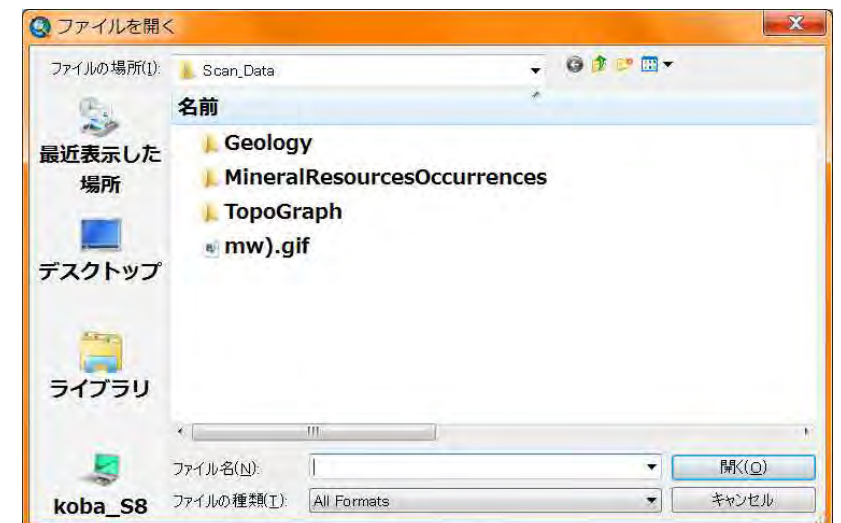 ファイルを開く
ファイルの場所(I):
Scan_Data
最近表示した
場所
デスクトップ
ライブラリ
koba_S8
名前
Geology
MineralResourcesOccurrences
TopoGraph
mw).gif
ファイル名(N):
開く(O)
ファイルの種類(T):
All Formats
キャンセル